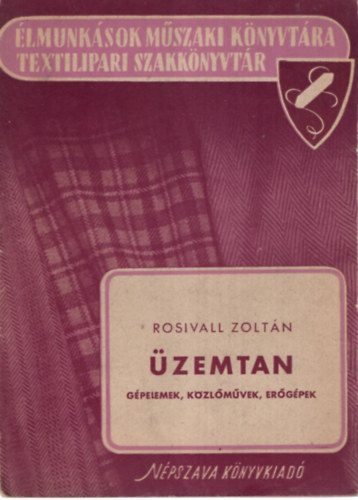 ÉLMUNKÁSOK MŰSZAKI KÖNYVTÁRA
TEXTILIPARI SZAKKÖNYVTÁR
ROSIVALL ZOLTÁN
ÜZEMTAN
GÉPELEMEK, KÖZLŐMŰVEK, ERŐGÉPEK
NÉPSZAVA KÖNYVKIADÓ